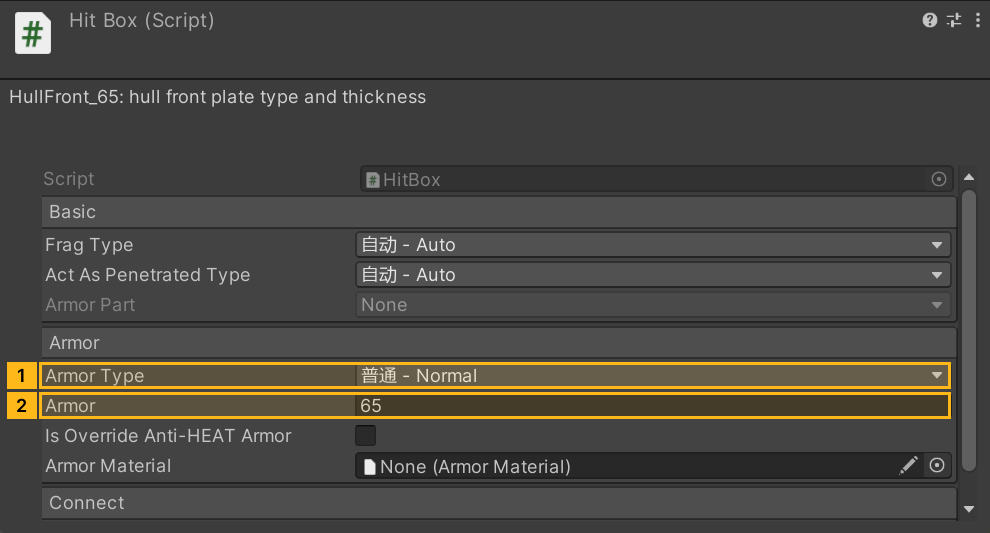 Hit Box (Script)
HullFront_65: hull front plate type and thickness
Script HitBox
Basic
Frag Type 自动 - Auto
Act As Penetrated Type 自动 - Auto
Armor Part None
Armor
1 Armor Type 普通 - Normal
2 Armor 65
Is Override Anti-HEAT Armor
Armor Material None (Armor Material)
Connect